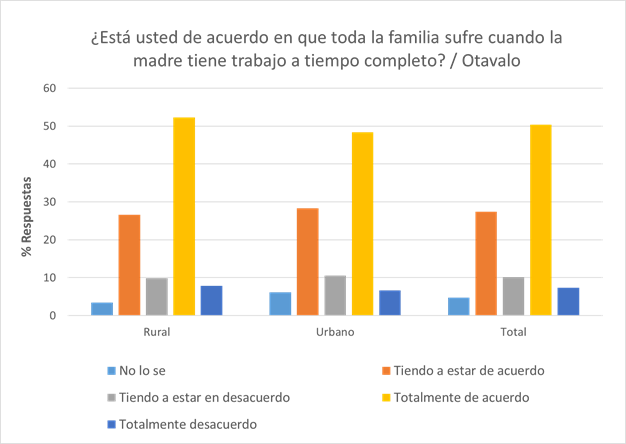 ¿Está usted de acuerdo en que toda la familia sufre cuando la
madre tiene trabajo a tiempo completo? / Otavalo
60
50
40
30
20
10
0
% Respuestas
Rural Urbano Total
No lo se Tiendo a estar de acuerdo
Tiendo a estar en desacuerdo Totalmente de acuerdo
Totalmente desacuerdo